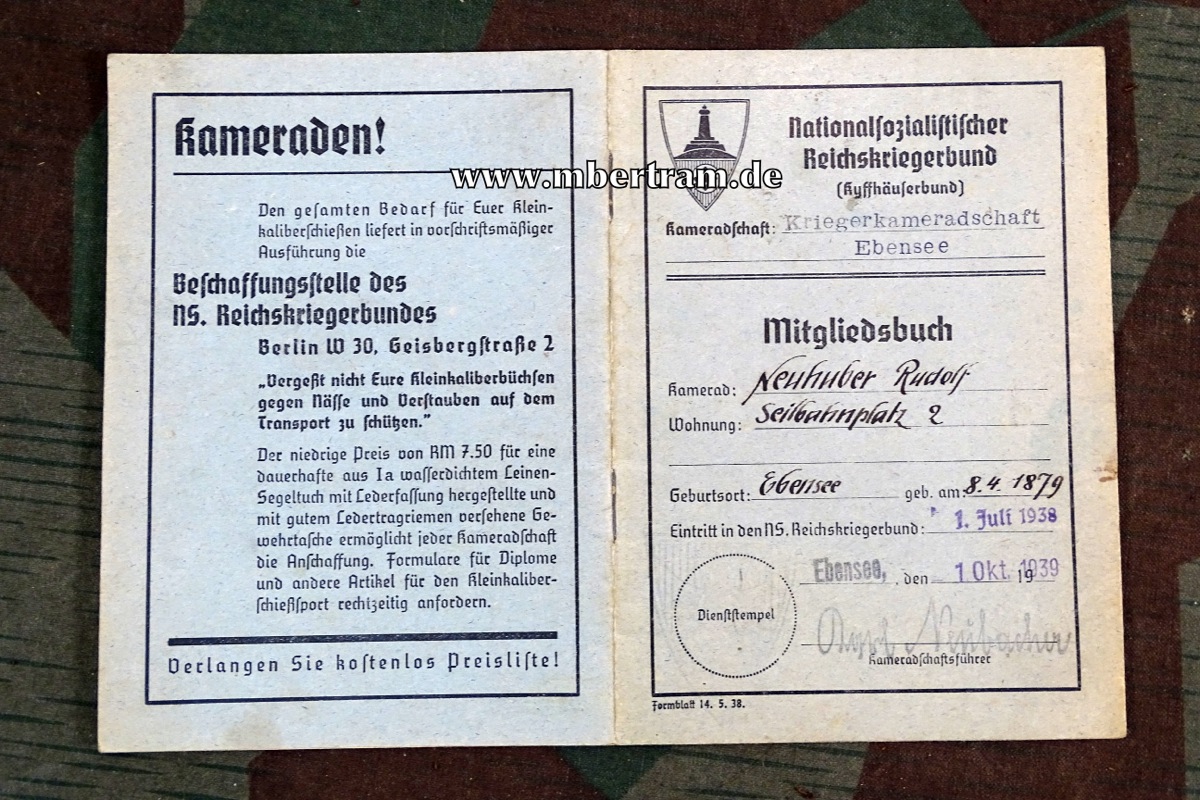 Kameraden!
Den gesamten Bedarf für Euer Klein-
kaliberschießen liefert in vorschriftsmäßiger
Ausführung die
Beschaffungsstelle des
NS. Reichskriegerbundes
Berlin W 30, Geisbergstraße 2
„Vergeßt nicht Eure Kleinkaliberbüchsen
gegen Nässe und Verstauben auf dem
Transport zu schützen.”
Der niedrige Preis von RM 7.50 für eine
dauerhafte aus Ia wasserdichtem Leinen-
Segeltuch mit Lederfassung hergestellte und
mit gutem Ledertragriemen versehene Ge-
wehrtasche ermöglicht jeder Kameradschaft
die Anschaffung. Formulare für Diplome
und andere Artikel für den Kleinkaliber-
schießsport rechtzeitig anfordern.
Verlangen Sie kostenlos Preisliste!
www.mbertram.de
Nationalsozialistischer
Reichskriegerbund
(Kyffhäuserbund)
Kameradschaft: Kriegerkameradschaft
Ebensee
Mitgliedsbuch
Kamerad: Neuhuber Rudolf
Wohnung: Seilbahnplatz 2
Geburtsort: Ebensee geb. am: 8. 4. 1879
Eintritt in den NS. Reichskriegerbund: 1. Juli 1938
Ebensee, den 1 Okt. 1939
Dienststempel
Neubacher
Kameradschaftsführer
Formblatt 14. 5. 38.